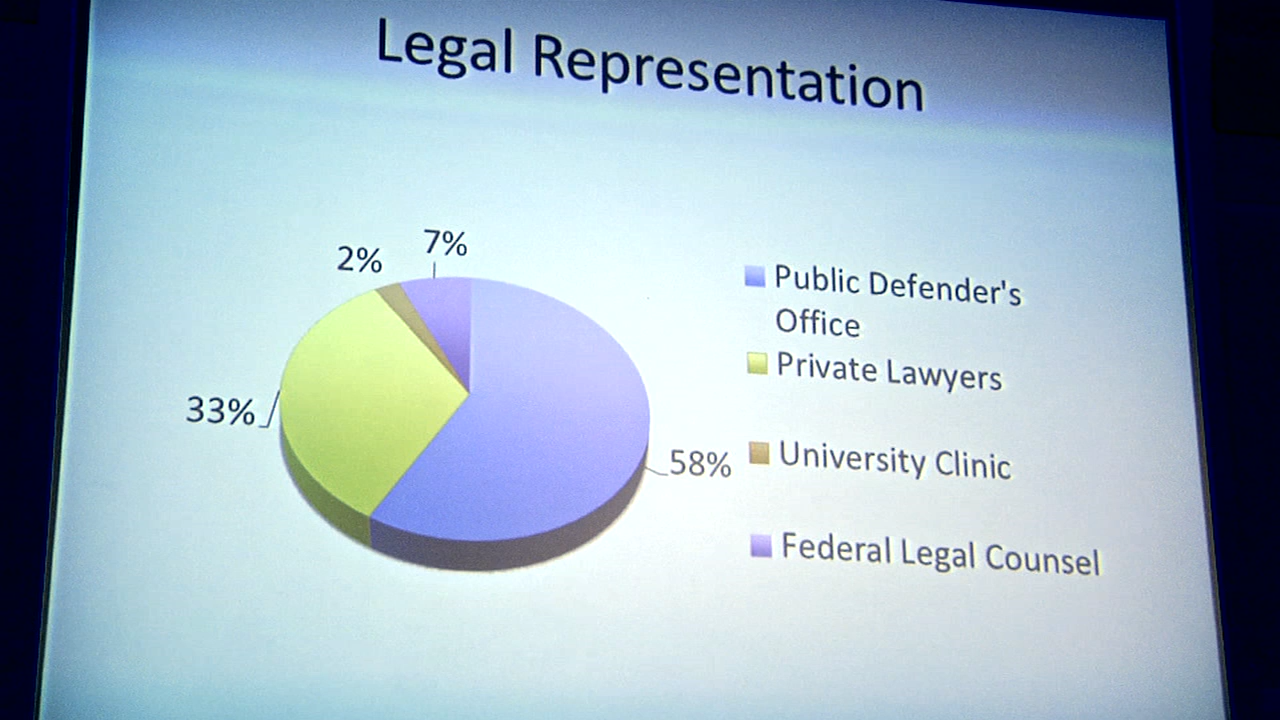 Legal Representation
7%
2%
33%
58%
Public Defender's
Office
Private Lawyers
University Clinic
Federal Legal Counsel